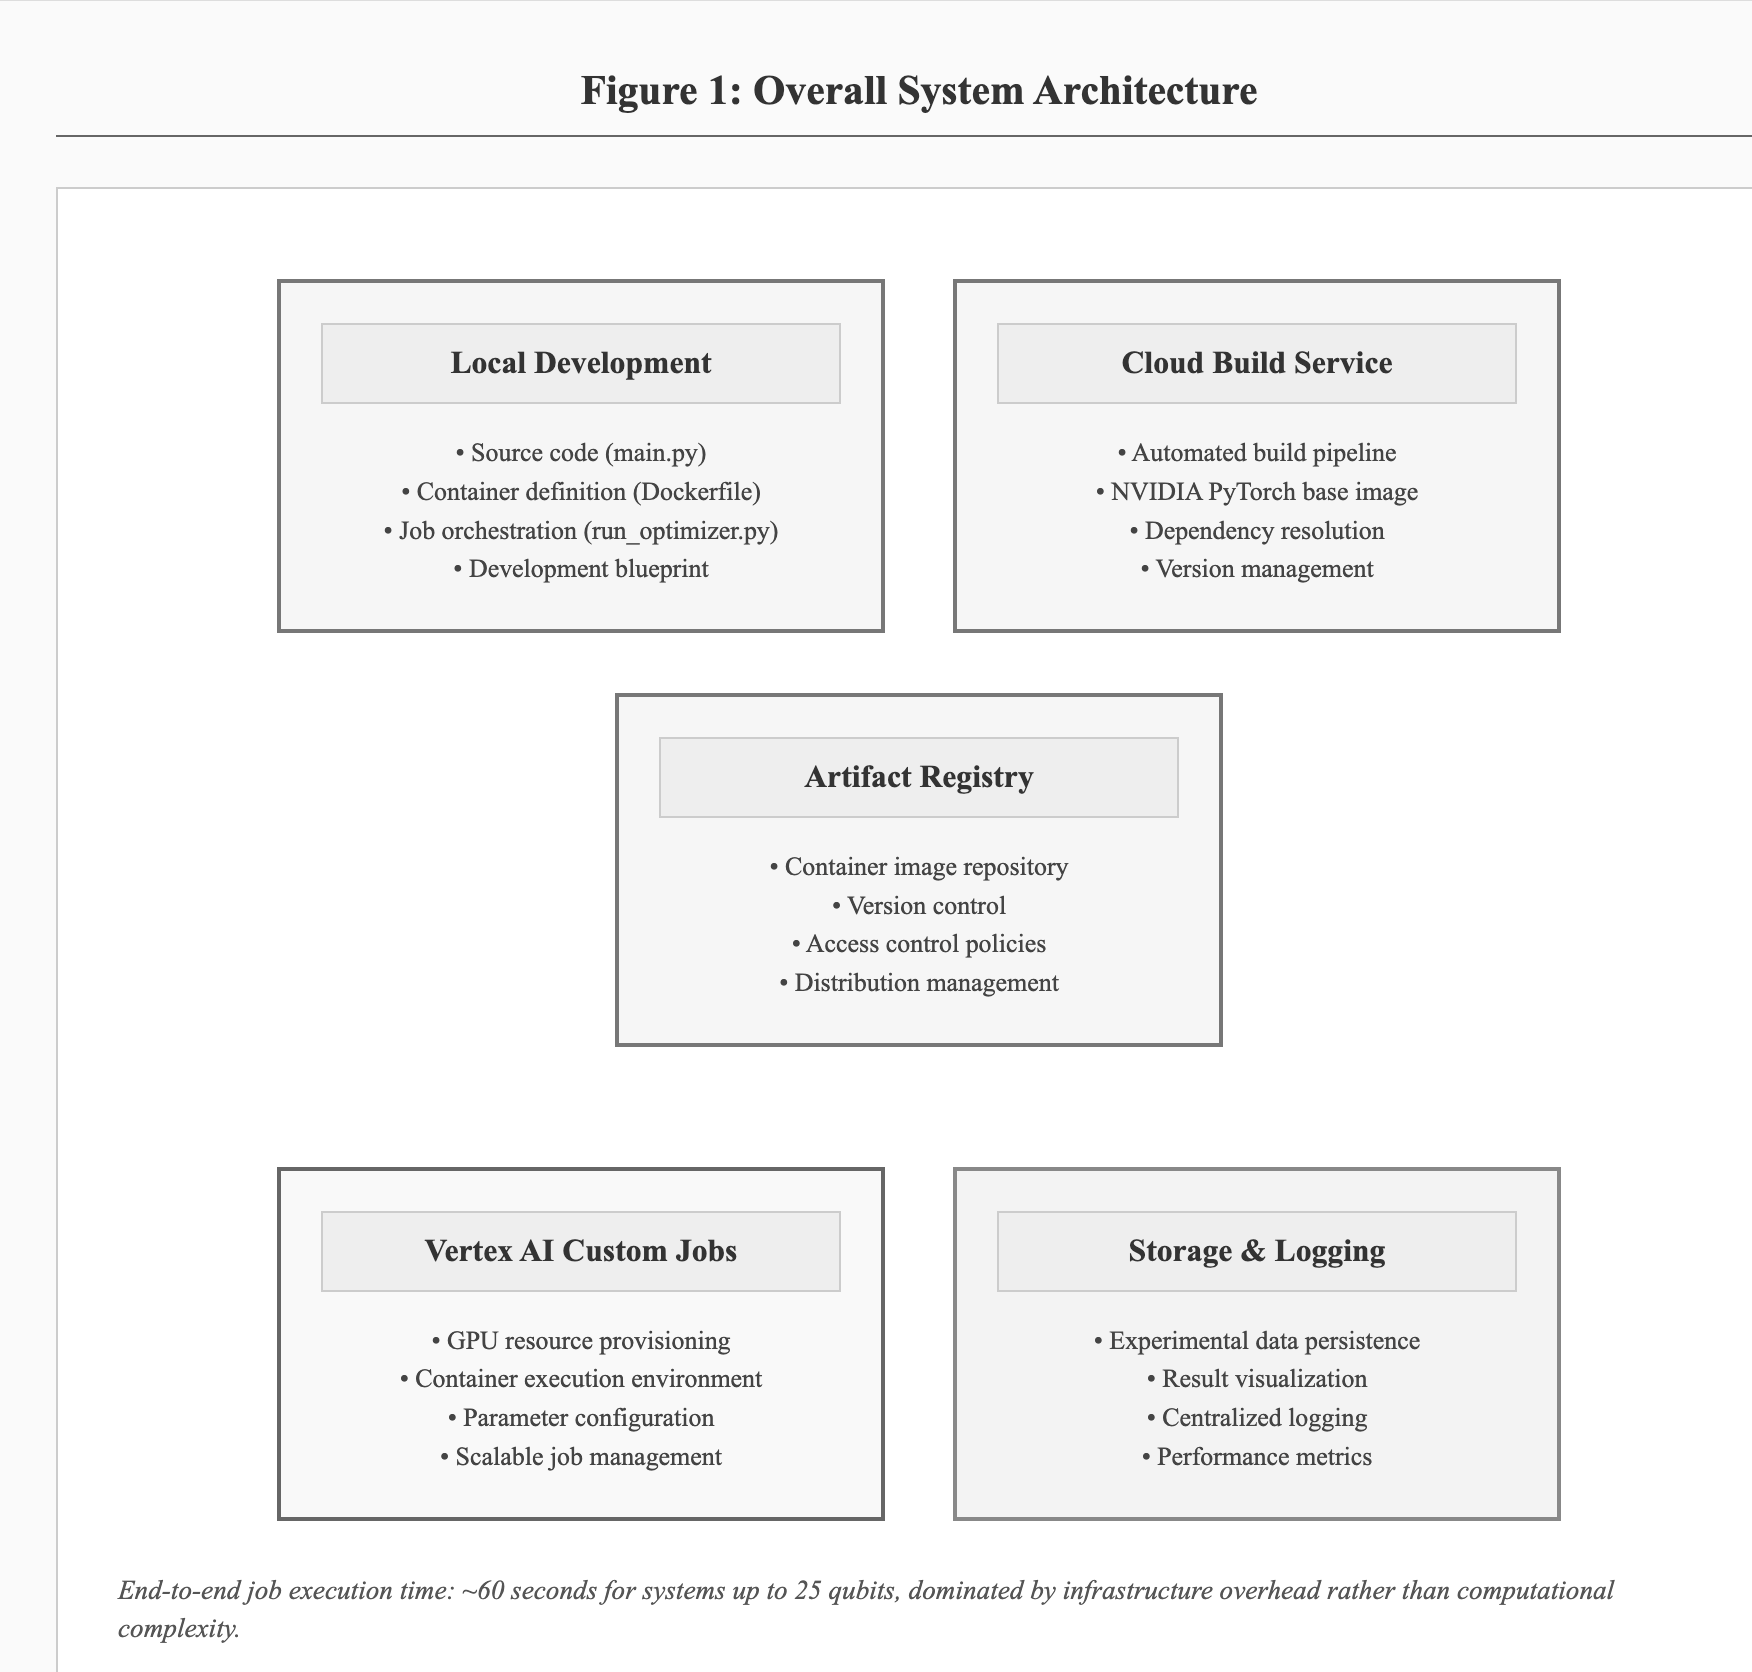 Figure 1: Overall System Architecture
Local Development
• Source code (main.py)
• Container definition (Dockerfile)
• Job orchestration (run_optimizer.py)
• Development blueprint
Cloud Build Service
• Automated build pipeline
• NVIDIA PyTorch base image
• Dependency resolution
• Version management
Artifact Registry
• Container image repository
• Version control
• Access control policies
• Distribution management
Vertex AI Custom Jobs
• GPU resource provisioning
• Container execution environment
• Parameter configuration
• Scalable job management
Storage & Logging
• Experimental data persistence
• Result visualization
• Centralized logging
• Performance metrics
End-to-end job execution time: ~60 seconds for systems up to 25 qubits, dominated by infrastructure overhead rather than computational
complexity.